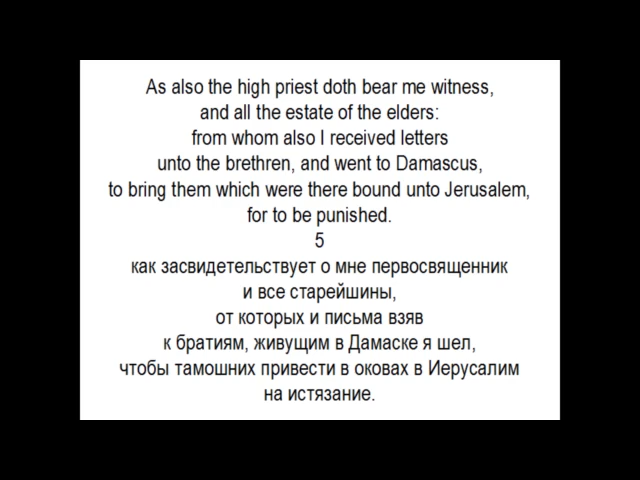 As also the high priest doth bear me witness,
and all the estate of the elders:
from whom also I received letters
unto the brethren, and went to Damascus,
to bring them which were there bound unto Jerusalem,
for to be punished.
5
как засвидетельствует о мне первосвященник
и все старейшины,
от которых и письма взяв
к братиям, живущим в Дамаске я шел,
чтобы тамошних привести в оковах в Иерусалим
на истязание.